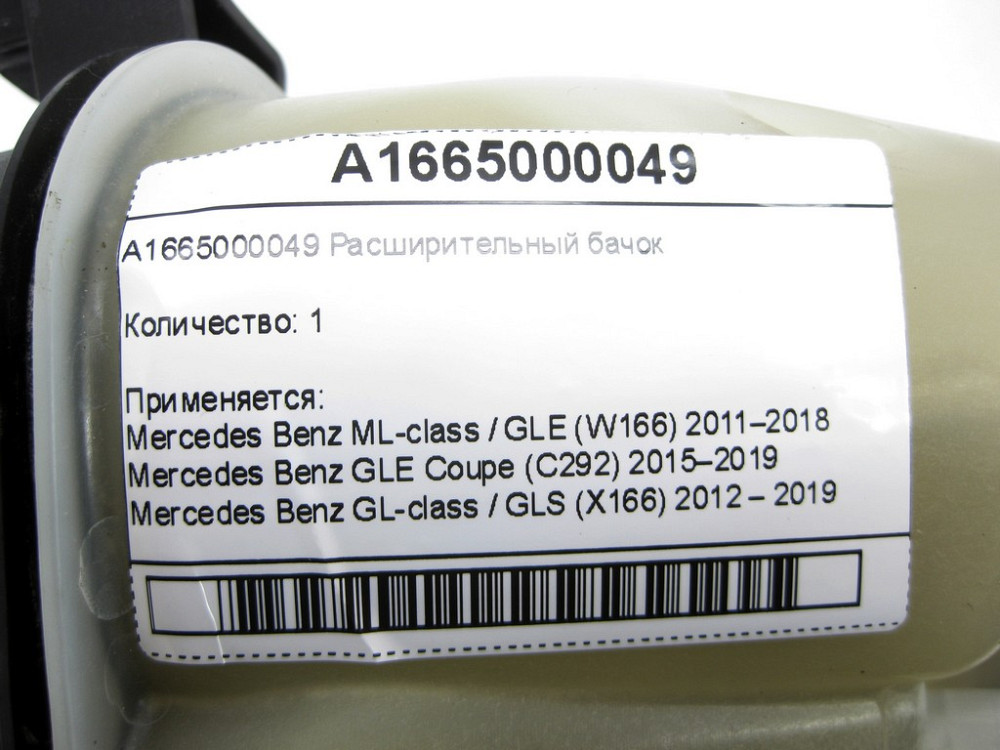 A1665000049
A1665000049 Расширительный бачок
Количество: 1
Применяется:
Mercedes Benz ML-class / GLE (W166) 2011–2018
Mercedes Benz GLE Coupe (C292) 2015–2019
Mercedes Benz GL-class / GLS (X166) 2012 – 2019